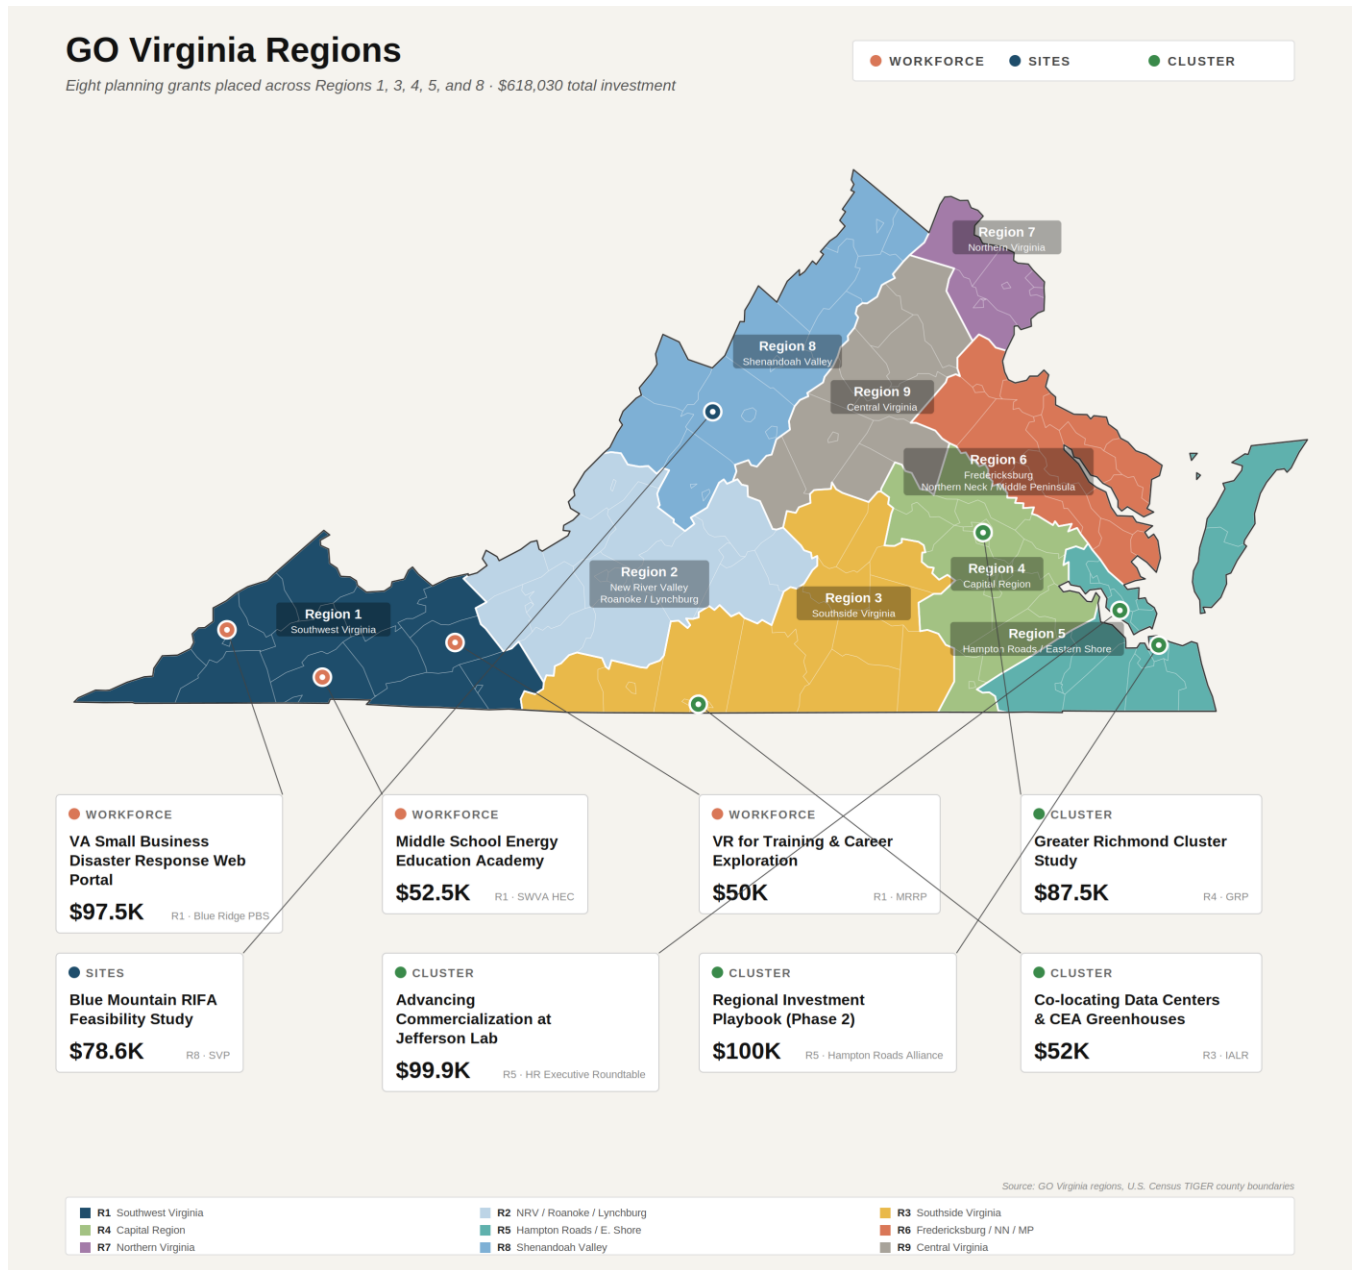 GO Virginia Regions
Eight planning grants placed across Regions 1, 3, 4, 5, and 8 · $618,030 total investment
WORKFORCE
SITES
CLUSTER
Region 7
Northern Virginia
Region 8
Shenandoah Valley
Region 9
Central Virginia
Region 6
Fredericksburg
Northern Neck / Middle Peninsula
Region 2
New River Valley
Roanoke / Lynchburg
Region 4
Capital Region
Region 3
Southside Virginia
Region 1
Southwest Virginia
Region 5
Hampton Roads / Eastern Shore
WORKFORCE
VA Small Business
Disaster Response Web
Portal
$97.5K
R1 · Blue Ridge PBS
WORKFORCE
Middle School Energy
Education Academy
$52.5K
R1 · SWVA HEC
WORKFORCE
VR for Training & Career
Exploration
$50K
R1 · MRRP
CLUSTER
Greater Richmond Cluster
Study
$87.5K
R4 · GRP
SITES
Blue Mountain RIFA
Feasibility Study
$78.6K
R8 · SVP
CLUSTER
Advancing
Commercialization at
Jefferson Lab
$99.9K
R5 · HR Executive Roundtable
CLUSTER
Regional Investment
Playbook (Phase 2)
$100K
R5 · Hampton Roads Alliance
CLUSTER
Co-locating Data Centers
& CEA Greenhouses
$52K
R3 · IALR
Source: GO Virginia regions, U.S. Census TIGER county boundaries
R1 Southwest Virginia
R2 NRV / Roanoke / Lynchburg
R3 Southside Virginia
R4 Capital Region
R5 Hampton Roads / E. Shore
R6 Fredericksburg / NN / MP
R7 Northern Virginia
R8 Shenandoah Valley
R9 Central Virginia